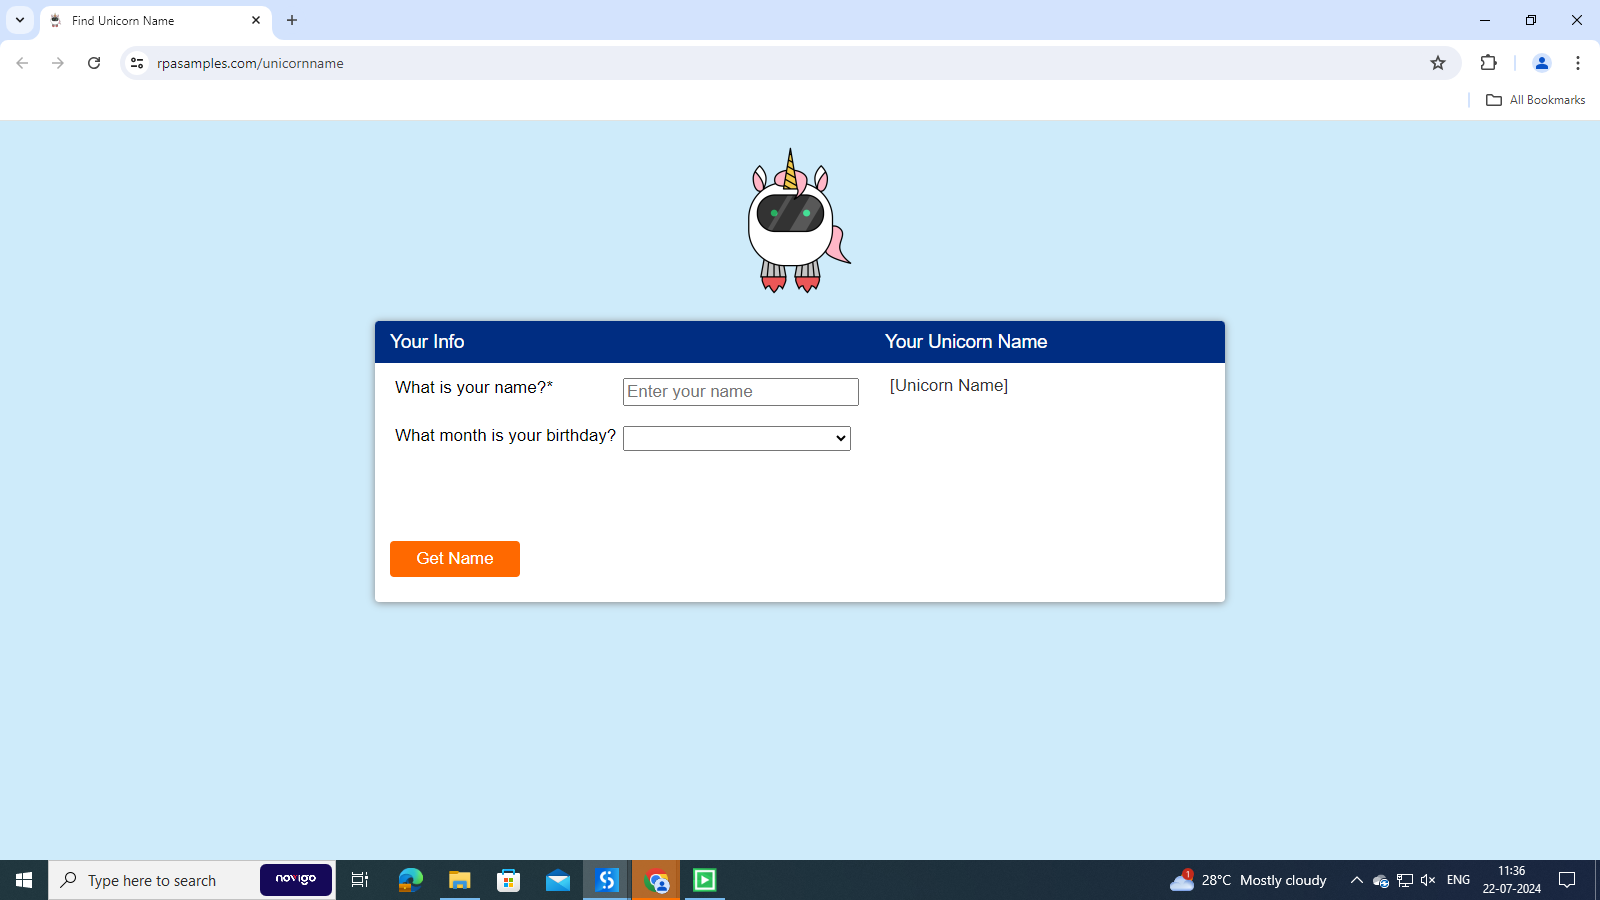 Find Unicorn Name
rpasamples.com/unicornname
All Bookmarks
Your Info
Your Unicorn Name
What is your name?*
Enter your name
[Unicorn Name]
What month is your birthday?
Get Name
Type here to search
novigo
1
28°C Mostly cloudy
ENG
11:36
22-07-2024